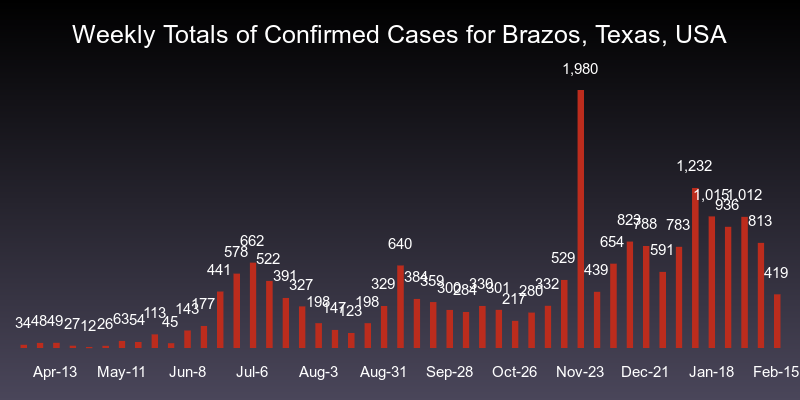 Weekly Totals of Confirmed Cases for Brazos, Texas, USA
34 48 49 27 12 26 63 54 113 45 143 177 441 578 662 522 391 327 198 147 123 198 329 640 384 359 300 284 330 301 217 280 332 529 1,980 439 654 823 788 591 783 1,232 1,015 936 1,012 813 419
Apr-13 May-11 Jun-8 Jul-6 Aug-3 Aug-31 Sep-28 Oct-26 Nov-23 Dec-21 Jan-18 Feb-15